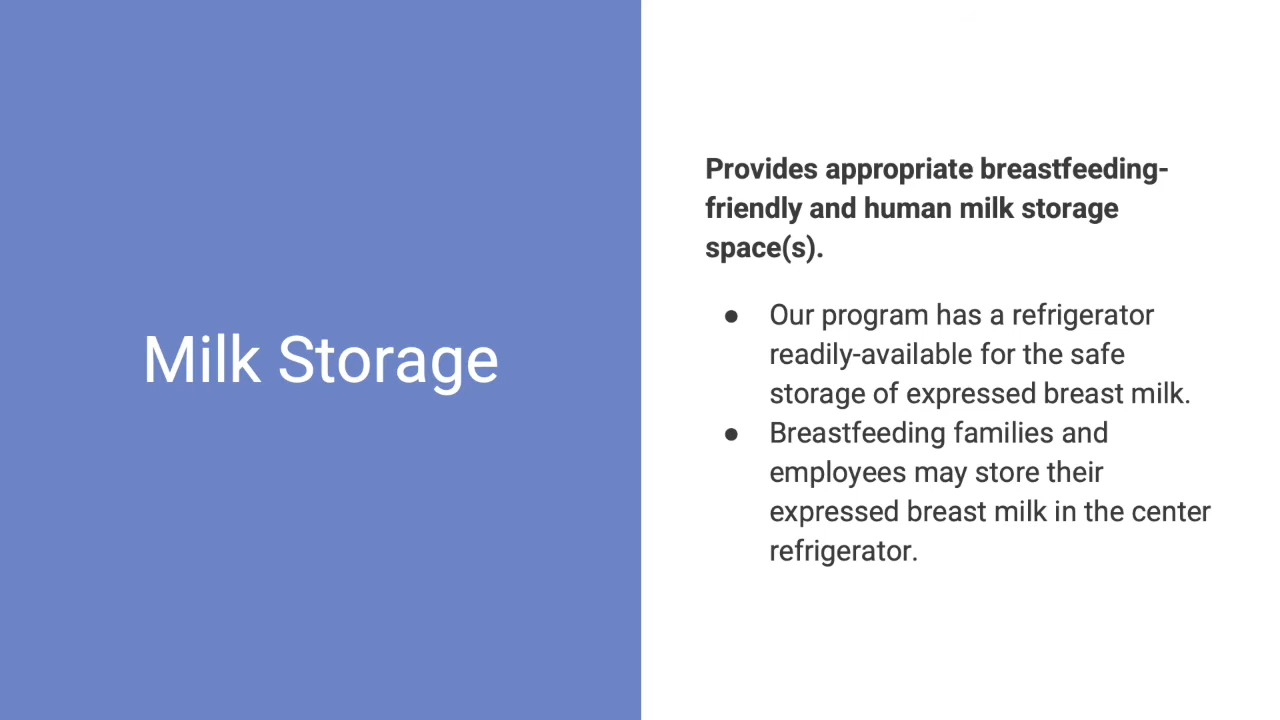 Milk Storage
Provides appropriate breastfeeding-
friendly and human milk storage
space(s).
● Our program has a refrigerator
readily-available for the safe
storage of expressed breast milk.
● Breastfeeding families and
employees may store their
expressed breast milk in the center
refrigerator.